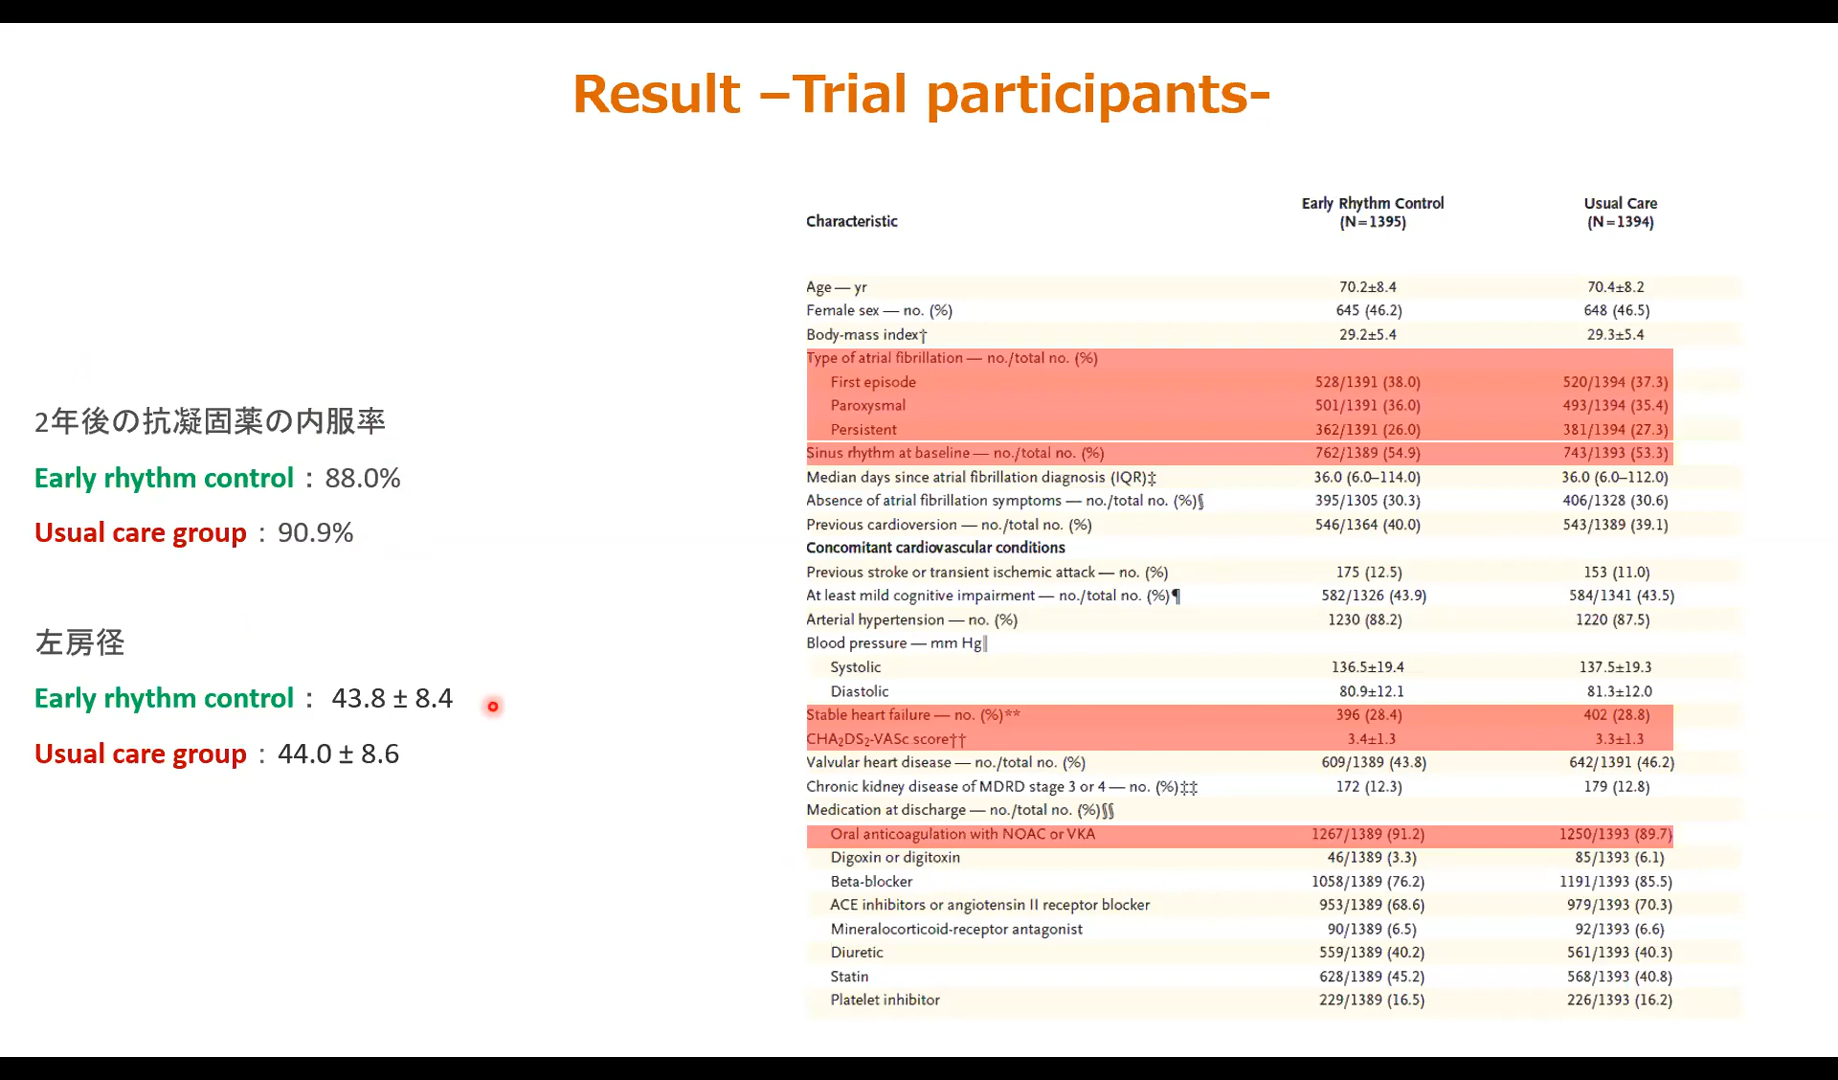 Result –Trial participants-
2年後の抗凝固薬の内服率
Early rhythm control：88.0%
Usual care group：90.9%
左房径
Early rhythm control： 43.8 ± 8.4
Usual care group：44.0 ± 8.6
Characteristic Early Rhythm Control (N=1395) Usual Care (N=1394)
Age — yr 70.2±8.4 70.4±8.2
Female sex — no. (%) 645 (46.2) 648 (46.5)
Body-mass index† 29.2±5.4 29.3±5.4
Type of atrial fibrillation — no./total no. (%)
First episode 528/1391 (38.0) 520/1394 (37.3)
Paroxysmal 501/1391 (36.0) 493/1394 (35.4)
Persistent 362/1391 (26.0) 381/1394 (27.3)
Sinus rhythm at baseline — no./total no. (%) 762/1389 (54.9) 743/1393 (53.3)
Median days since atrial fibrillation diagnosis (IQR)‡ 36.0 (6.0–114.0) 36.0 (6.0–112.0)
Absence of atrial fibrillation symptoms — no./total no. (%)§ 395/1305 (30.3) 406/1328 (30.6)
Previous cardioversion — no./total no. (%) 546/1364 (40.0) 543/1389 (39.1)
Concomitant cardiovascular conditions
Previous stroke or transient ischemic attack — no. (%) 175 (12.5) 153 (11.0)
At least mild cognitive impairment — no./total no. (%)¶ 582/1326 (43.9) 584/1341 (43.5)
Arterial hypertension — no. (%) 1230 (88.2) 1220 (87.5)
Blood pressure — mm Hg‖
Systolic 136.5±19.4 137.5±19.3
Diastolic 80.9±12.1 81.3±12.0
Stable heart failure — no. (%)** 396 (28.4) 402 (28.8)
CHA₂DS₂-VASc score†† 3.4±1.3 3.3±1.3
Valvular heart disease — no./total no. (%) 609/1389 (43.8) 642/1391 (46.2)
Chronic kidney disease of MDRD stage 3 or 4 — no. (%)‡‡ 172 (12.3) 179 (12.8)
Medication at discharge — no./total no. (%)§§
Oral anticoagulation with NOAC or VKA 1267/1389 (91.2) 1250/1393 (89.7)
Digoxin or digitoxin 46/1389 (3.3) 85/1393 (6.1)
Beta-blocker 1058/1389 (76.2) 1191/1393 (85.5)
ACE inhibitors or angiotensin II receptor blocker 953/1389 (68.6) 979/1393 (70.3)
Mineralocorticoid-receptor antagonist 90/1389 (6.5) 92/1393 (6.6)
Diuretic 559/1389 (40.2) 561/1393 (40.3)
Statin 628/1389 (45.2) 568/1393 (40.8)
Platelet inhibitor 229/1389 (16.5) 226/1393 (16.2)